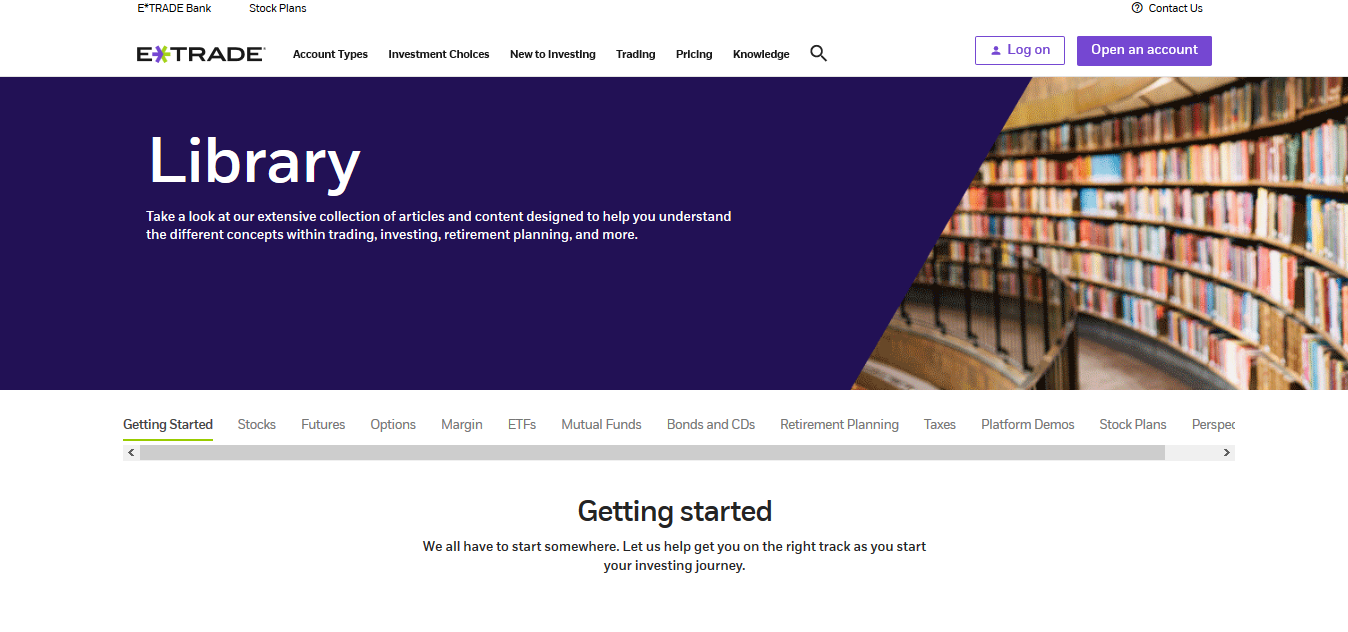 E*TRADE Bank Stock Plans Contact Us
E*TRADE Account Types Investment Choices New to Investing Trading Pricing Knowledge Log on Open an account
Library
Take a look at our extensive collection of articles and content designed to help you understand
the different concepts within trading, investing, retirement planning, and more.
Getting Started Stocks Futures Options Margin ETFs Mutual Funds Bonds and CDs Retirement Planning Taxes Platform Demos Stock Plans Perspec
Getting started
We all have to start somewhere. Let us help get you on the right track as you start
your investing journey.